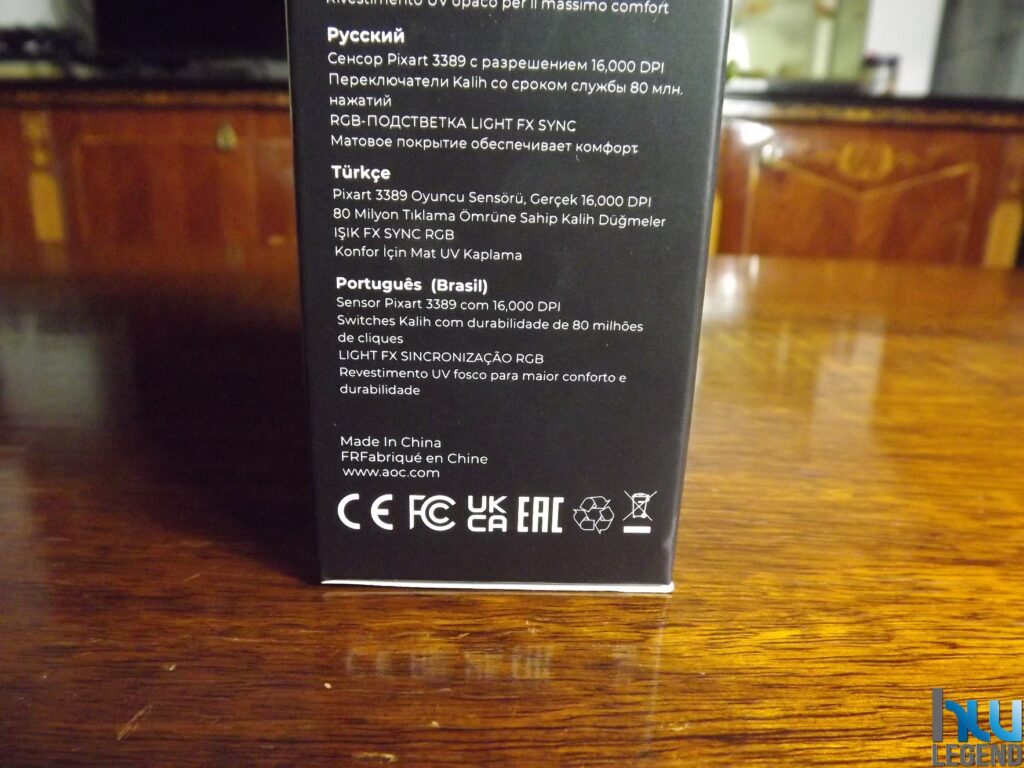 Rivestimento UV opaco per il massimo comfort
Русский
Сенсор Pixart 3389 с разрешением 16,000 DPI
Переключатели Kalih со сроком службы 80 млн.
нажатий
RGB-ПОДСТВЕТКА LIGHT FX SYNC
Матовое покрытие обеспечивает комфорт.
Türkçe
Pixart 3389 Oyuncu Sensörü, Gerçek 16,000 DPI
80 Milyon Tıklama Ömrüne Sahip Kalih Düğmeler
IŞIK FX SYNC RGB
Konfor İçin Mat UV Kaplama
Português (Brasil)
Sensor Pixart 3389 com 16,000 DPI
Switches Kalih com durabilidade de 80 milhões
de cliques
LIGHT FX SINCRONIZAÇÃO RGB
Revestimento UV fosco para maior conforto e
durabilidade
Made In China
FRFabriqué en Chine
www.aoc.com
CE FC UK CA EAC
hw
LEGEND